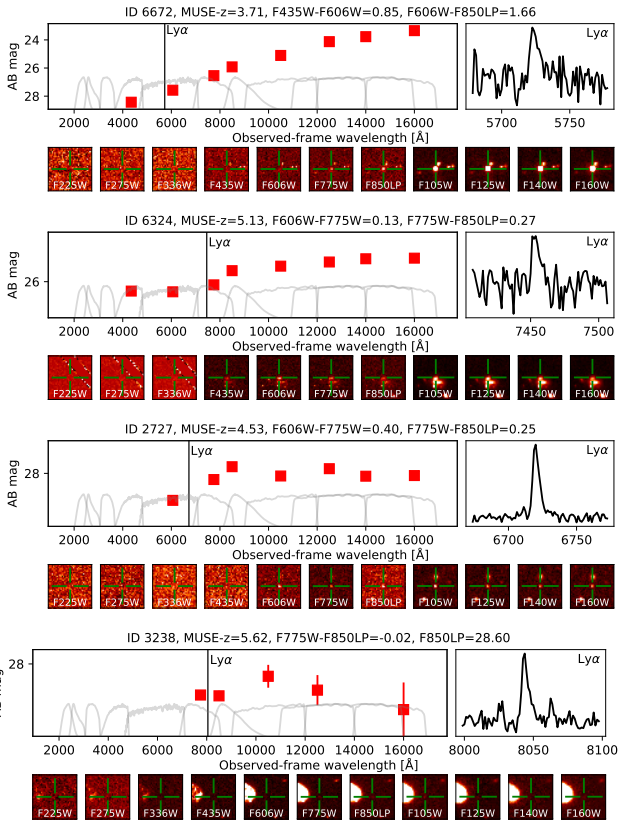 ID 6672, MUSE-z=3.71, F435W-F606W=0.85, F606W-F850LP=1.66
AB mag
24
26
28
Lyα
Lyα
2000 4000 6000 8000 10000 12000 14000 16000
5700 5750
Observed-frame wavelength [Å]
F225W F275W F336W F435W F606W F775W F850LP F105W F125W F140W F160W
ID 6324, MUSE-z=5.13, F606W-F775W=0.13, F775W-F850LP=0.27
AB mag
26
Lyα
Lyα
2000 4000 6000 8000 10000 12000 14000 16000
7450 7500
Observed-frame wavelength [Å]
F225W F275W F336W F435W F606W F775W F850LP F105W F125W F140W F160W
ID 2727, MUSE-z=4.53, F606W-F775W=0.40, F775W-F850LP=0.25
AB mag
28
Lyα
Lyα
2000 4000 6000 8000 10000 12000 14000 16000
6700 6750
Observed-frame wavelength [Å]
F225W F275W F336W F435W F606W F775W F850LP F105W F125W F140W F160W
ID 3238, MUSE-z=5.62, F775W-F850LP=-0.02, F850LP=28.60
mag
28
Lyα
Lyα
2000 4000 6000 8000 10000 12000 14000 16000
8000 8050 8100
Observed-frame wavelength [Å]
F225W F275W F336W F435W F606W F775W F850LP F105W F125W F140W F160W